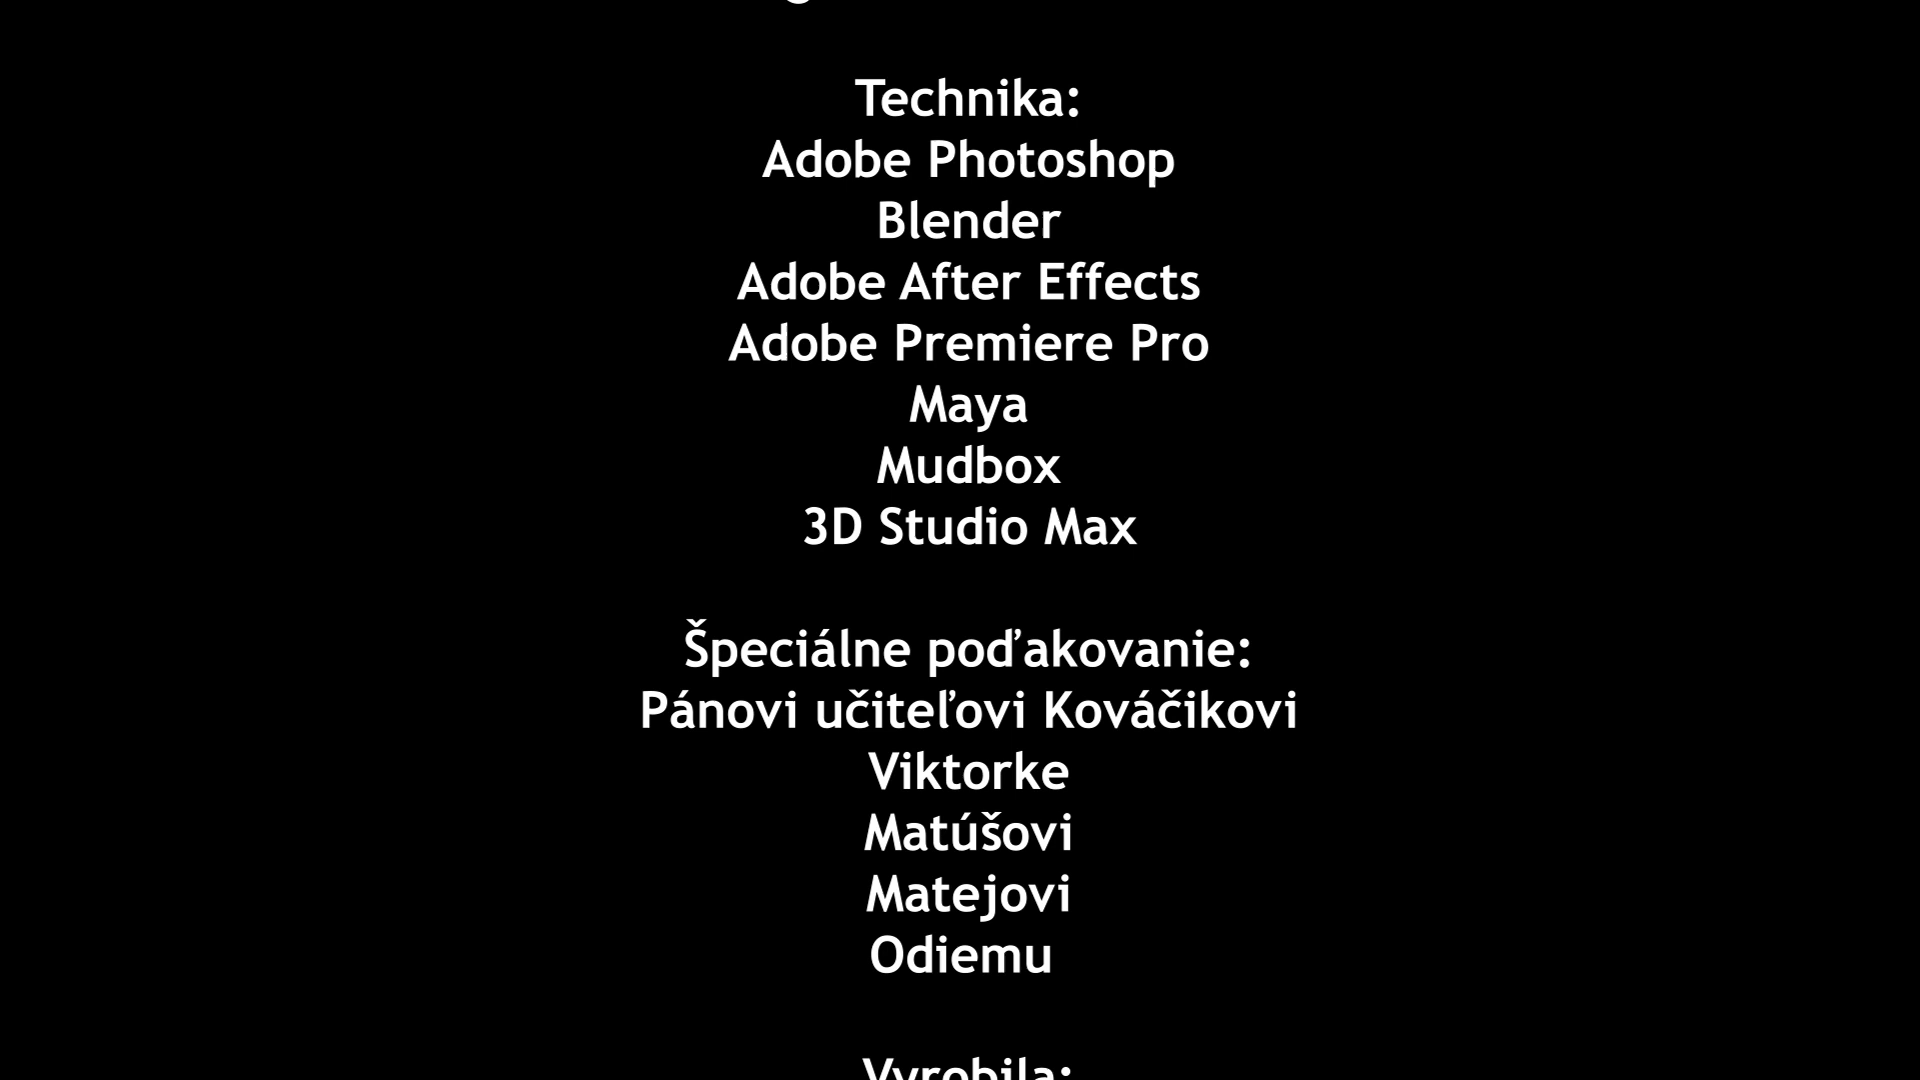 Technika:
Adobe Photoshop
Blender
Adobe After Effects
Adobe Premiere Pro
Maya
Mudbox
3D Studio Max
Špeciálne poďakovanie:
Pánovi učiteľovi Kováčikovi
Viktorke
Matúšovi
Matejovi
Odiemu
Vyrobila: